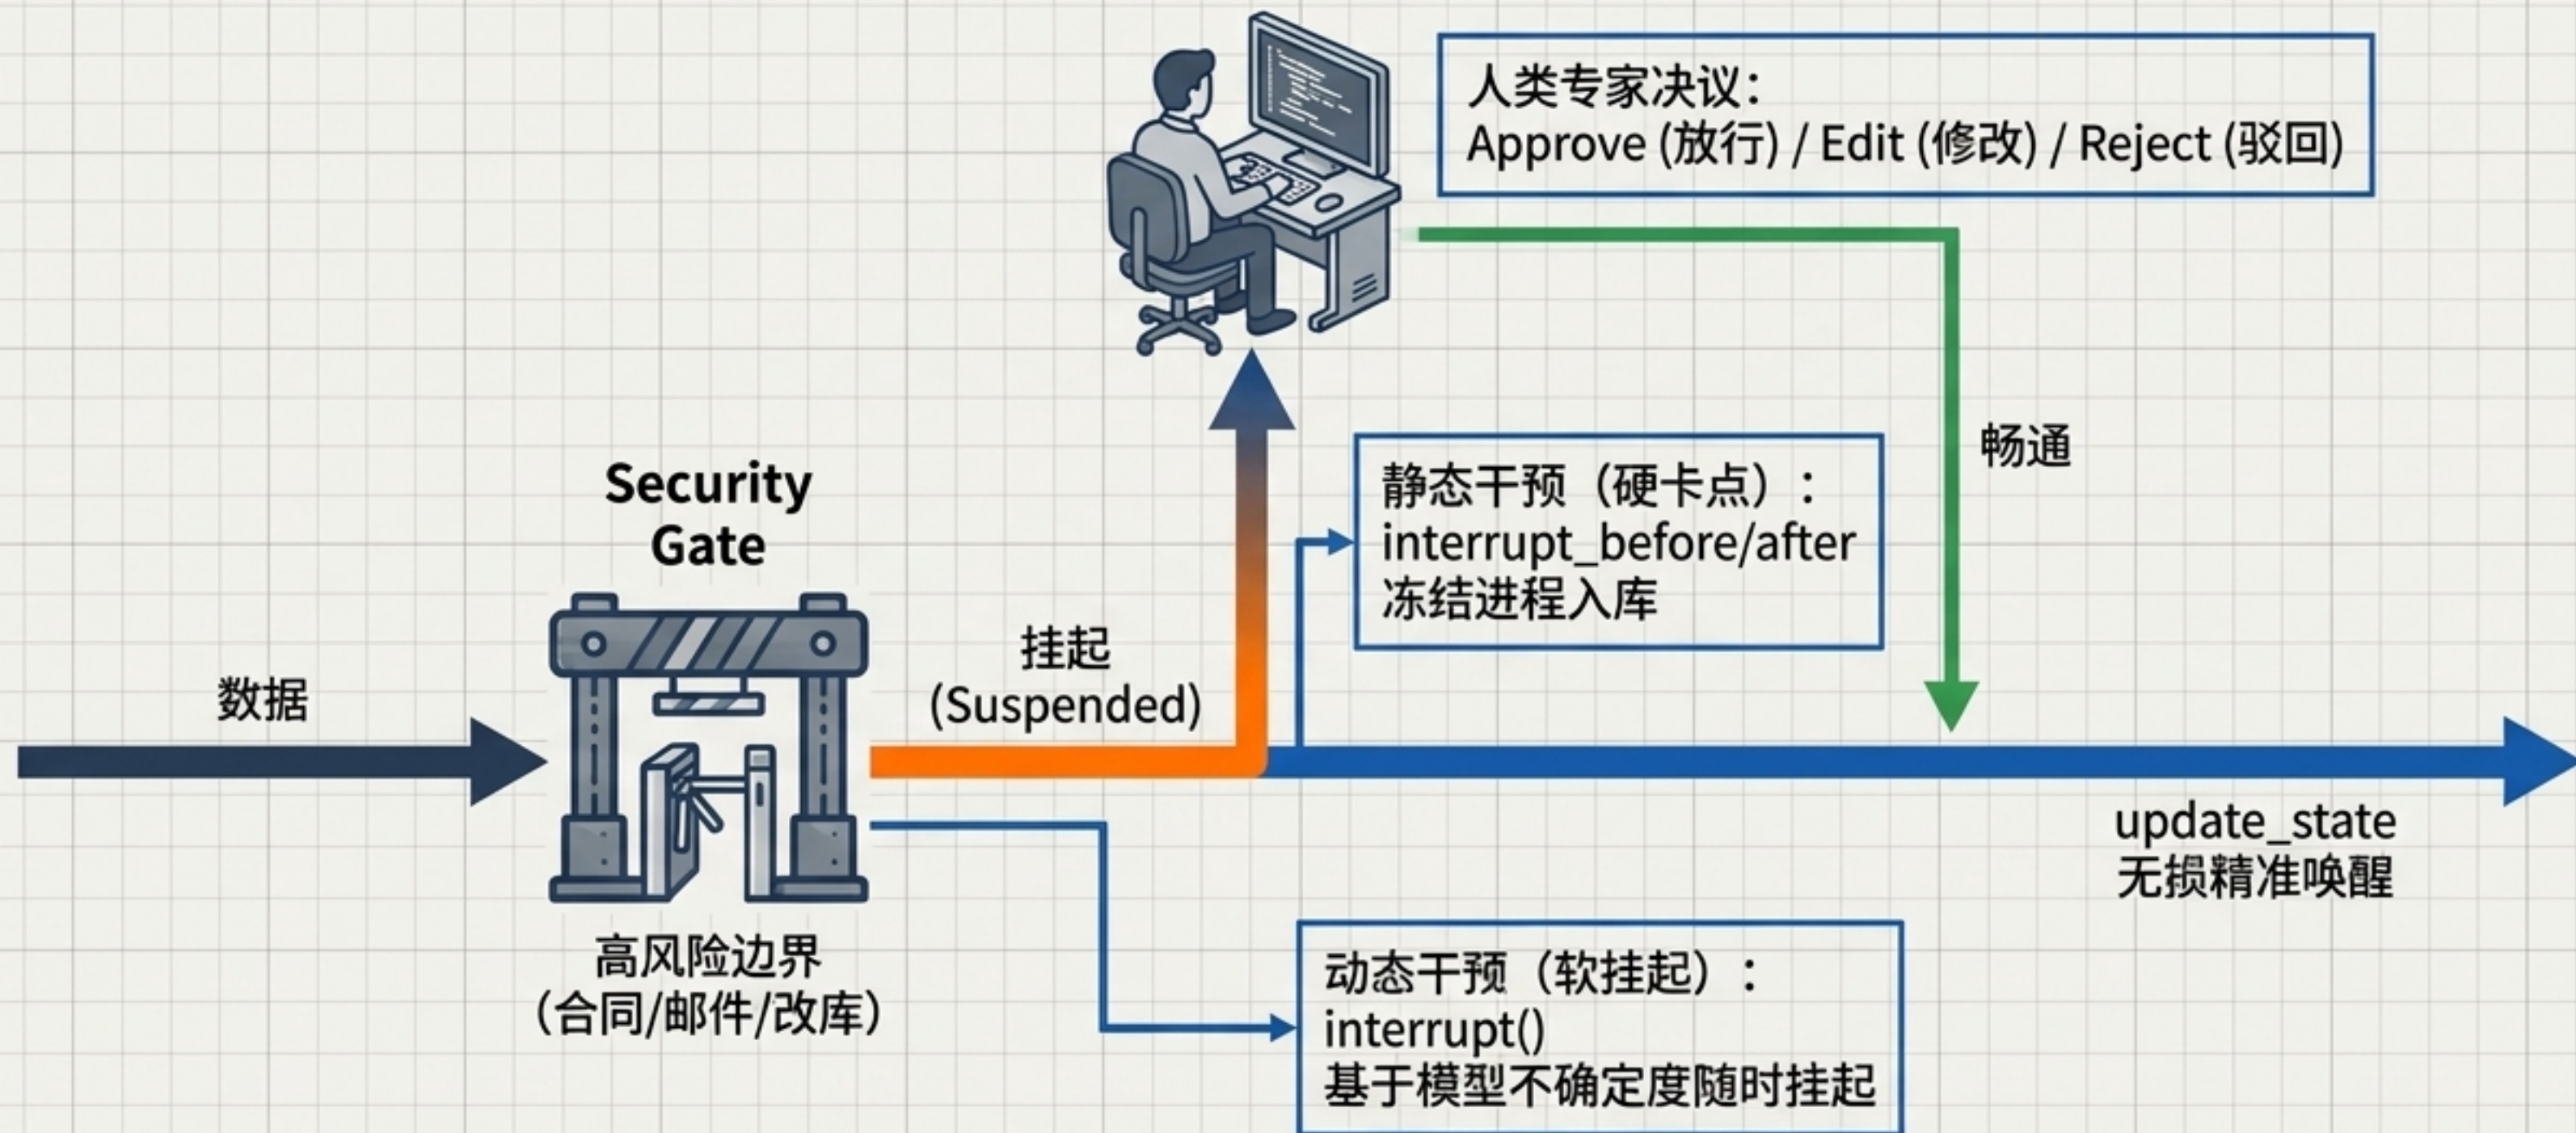 人类专家决议：
Approve (放行) / Edit (修改) / Reject (驳回)
畅通
静态干预（硬卡点）：
interrupt_before/after
冻结进程入库
Security
Gate
挂起
(Suspended)
数据
update_state
无损精准唤醒
高风险边界
（合同/邮件/改库）
动态干预（软挂起）：
interrupt()
基于模型不确定度随时挂起